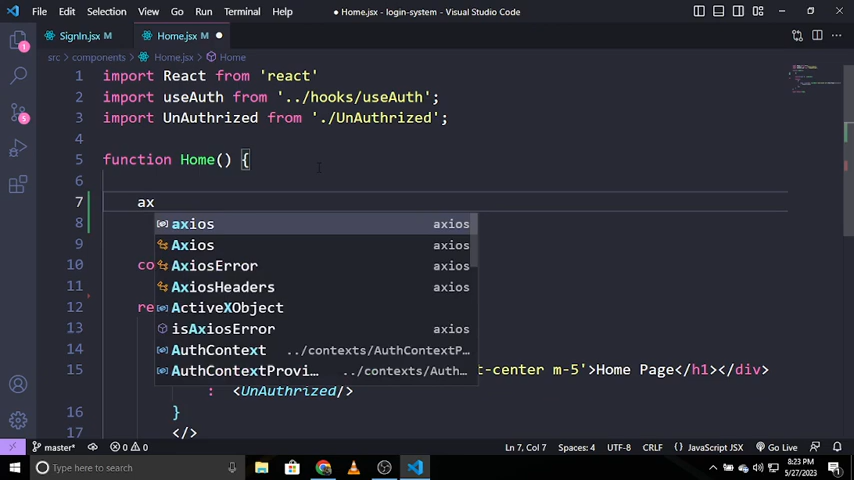 File Edit Selection View Go Run Terminal Help ● Home.jsx - login-system - Visual Studio Code
SignIn.jsx M Home.jsx M ●
src > components > Home.jsx > Home
1 import React from 'react'
2 import useAuth from '../hooks/useAuth';
3 import UnAuthrized from './UnAuthrized';
4
5 function Home() {
6
7 ax
8 axios axios
9 Axios axios
10 co AxiosError axios
AxiosHeaders axios
12 re ActiveXObject
13 isAxiosError axios
14 AuthContext ../contexts/AuthContextP…
15 AuthContextProvi… ../contexts/Auth… t-center m-5'>Home Page</h1></div>
: <UnAuthrized/>
16 }
17 </>
1
5
master* 0 0 Ln 7, Col 7 Spaces: 4 UTF-8 CRLF { } JavaScript JSX Go Live
Type here to search 8:23 PM
5/27/2023